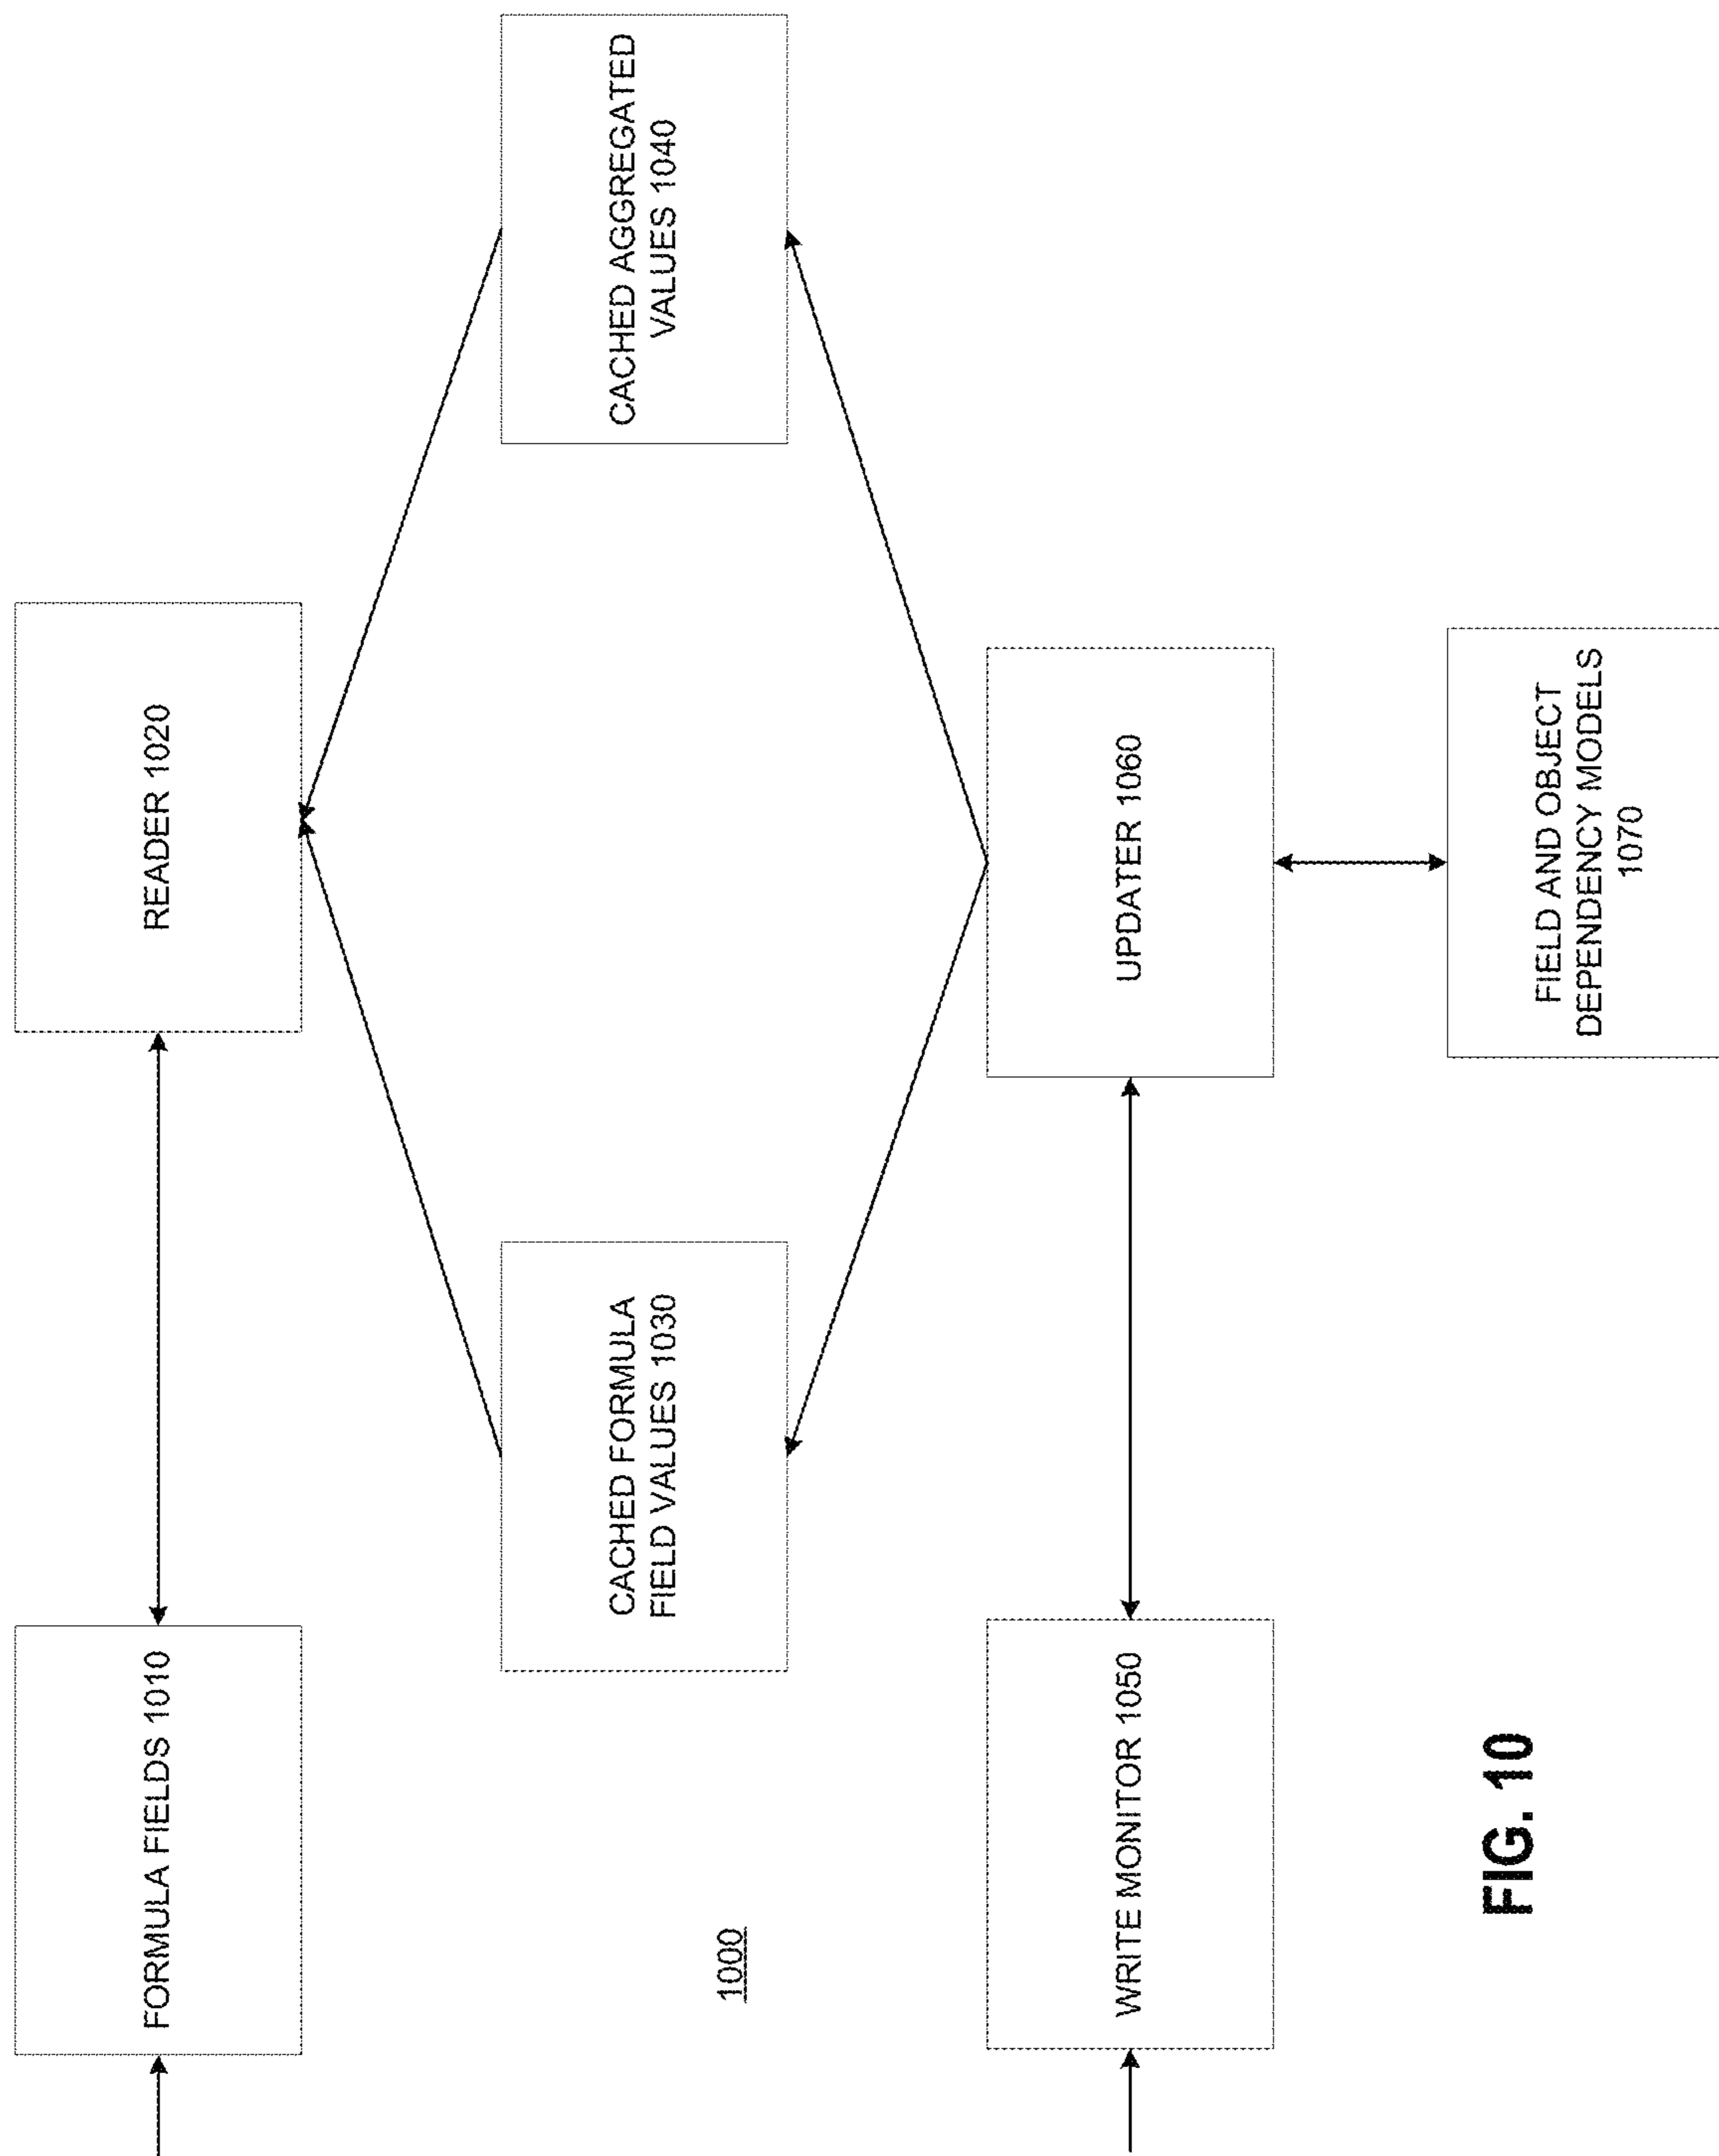 FORMULA FIELDS 1010
READER 1020
CACHED FORMULA
FIELD VALUES 1030
CACHED AGGREGATED
VALUES 1040
1000
WRITE MONITOR 1050
UPDATER 1060
FIELD AND OBJECT
DEPENDENCY MODELS
1070
FIG. 10